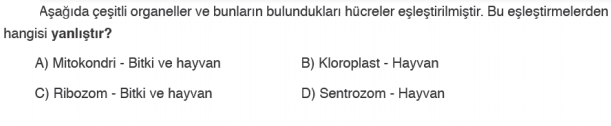 Aşağıda çeşitli organeller ve bunların bulundukları hücreler eşleştirilmiştir. Bu eşleştirmelerden
hangisi yanlıştır?
A) Mitokondri - Bitki ve hayvan B) Kloroplast - Hayvan
C) Ribozom - Bitki ve hayvan D) Sentrozom - Hayvan